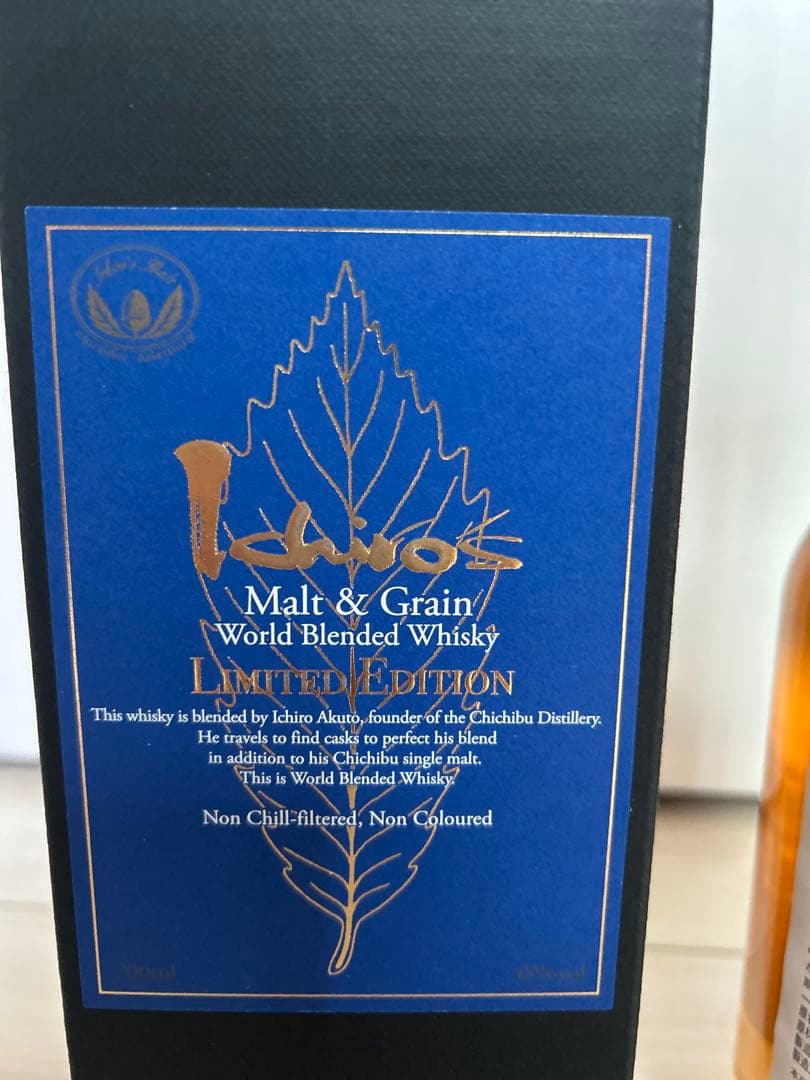 Ichiro's
Malt & Grain
World Blended Whisky
LIMITED EDITION
This whisky is blended by Ichiro Akuto, founder of the Chichibu Distillery.
He travels to find casks to perfect his blend
in addition to his Chichibu single malt.
This is World Blended Whisky.
Non Chill-filtered, Non Coloured